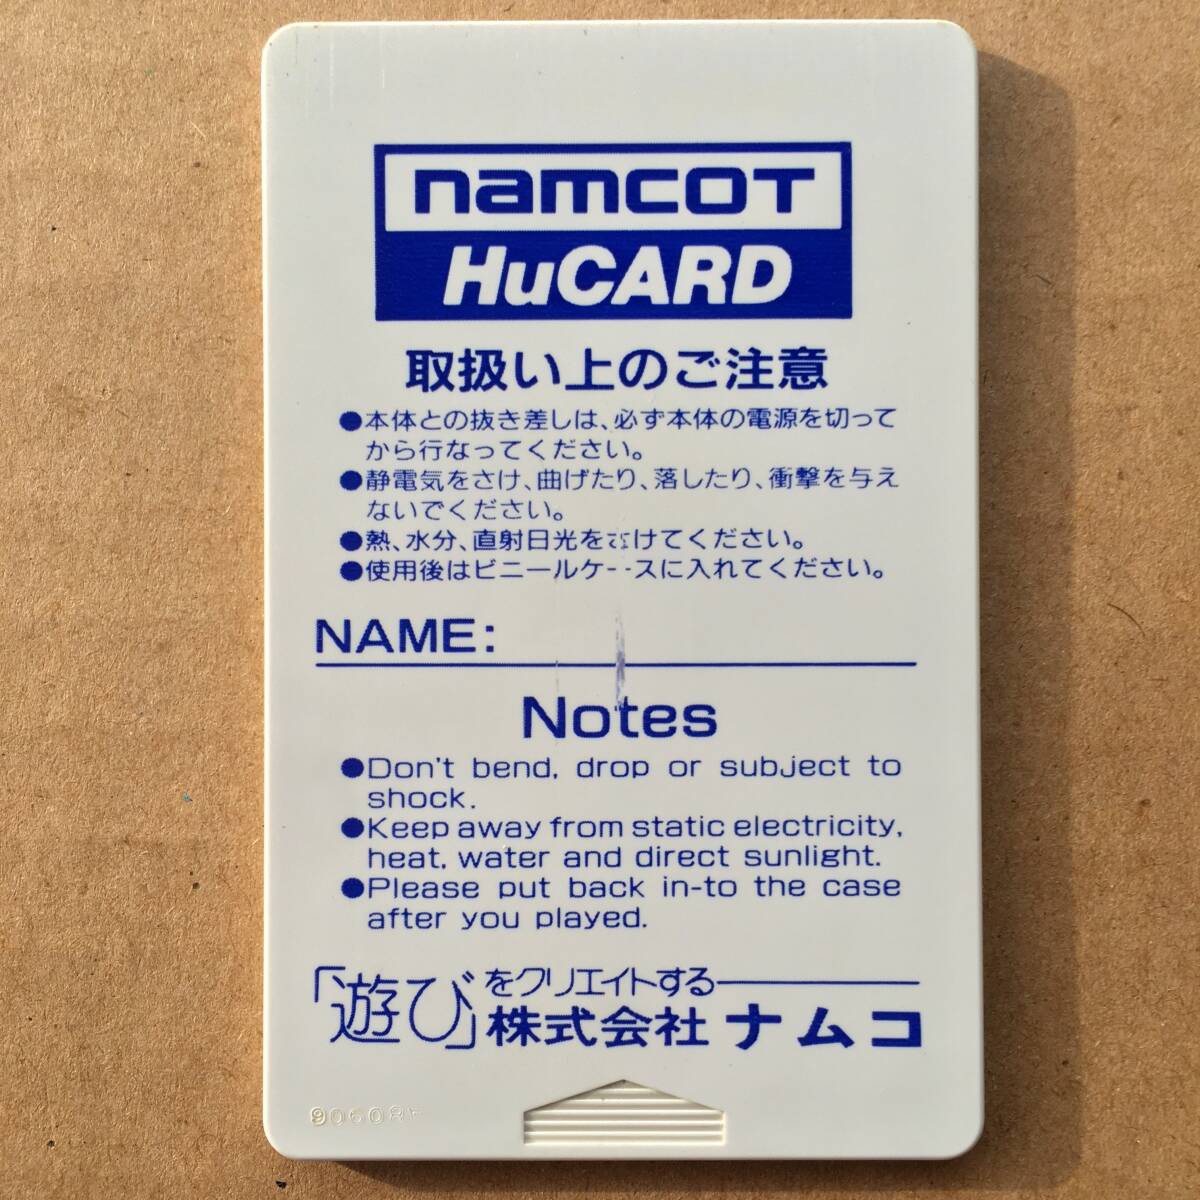 namcoT
HuCARD
取扱い上のご注意
●本体との抜き差しは、必ず本体の電源を切って
から行なってください。
●静電気をさけ、曲げたり、落したり、衝撃を与え
ないでください。
●熱、水分、直射日光をさけてください。
●使用後はビニールケースに入れてください。
NAME:
Notes
●Don't bend, drop or subject to
shock.
●Keep away from static electricity,
heat, water and direct sunlight.
●Please put back in-to the case
after you played.
「遊び」をクリエイトする
株式会社ナムコ